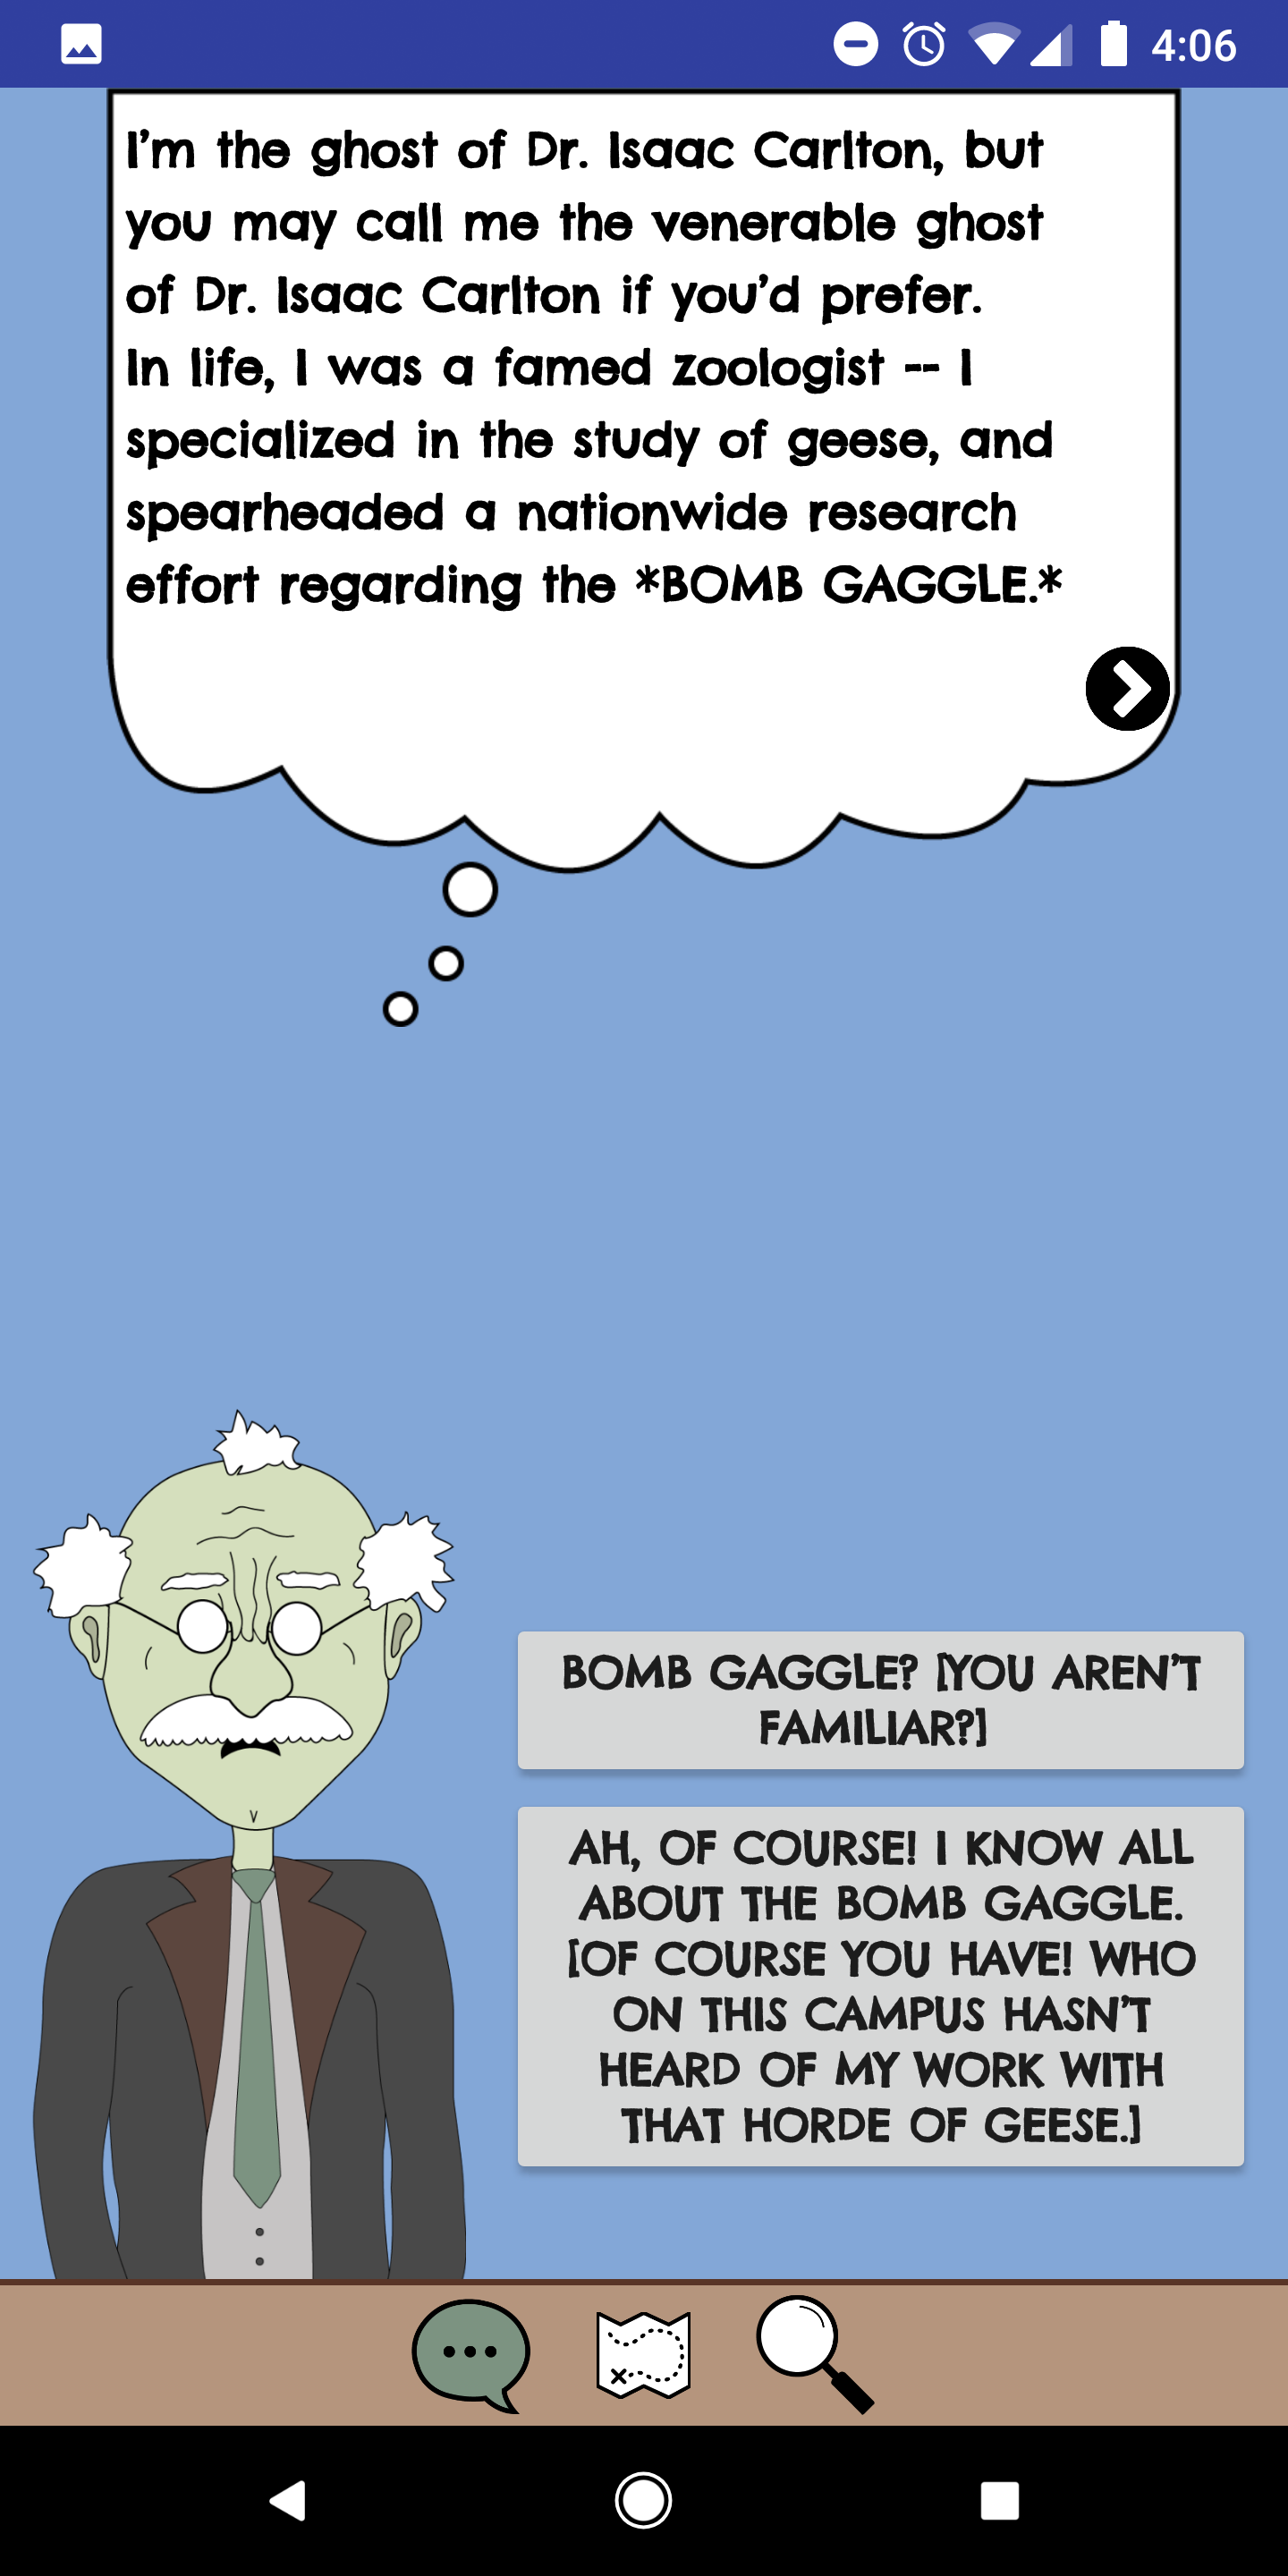 4:06
I'm the ghost of Dr. Isaac Carlton, but
you may call me the venerable ghost
of Dr. Isaac Carlton if you'd prefer.
In life, I was a famed zoologist -- I
specialized in the study of geese, and
spearheaded a nationwide research
effort regarding the *BOMB GAGGLE.*
BOMB GAGGLE? [YOU AREN'T
FAMILIAR?]
AH, OF COURSE! I KNOW ALL
ABOUT THE BOMB GAGGLE.
[OF COURSE YOU HAVE! WHO
ON THIS CAMPUS HASN'T
HEARD OF MY WORK WITH
THAT HORDE OF GEESE.]